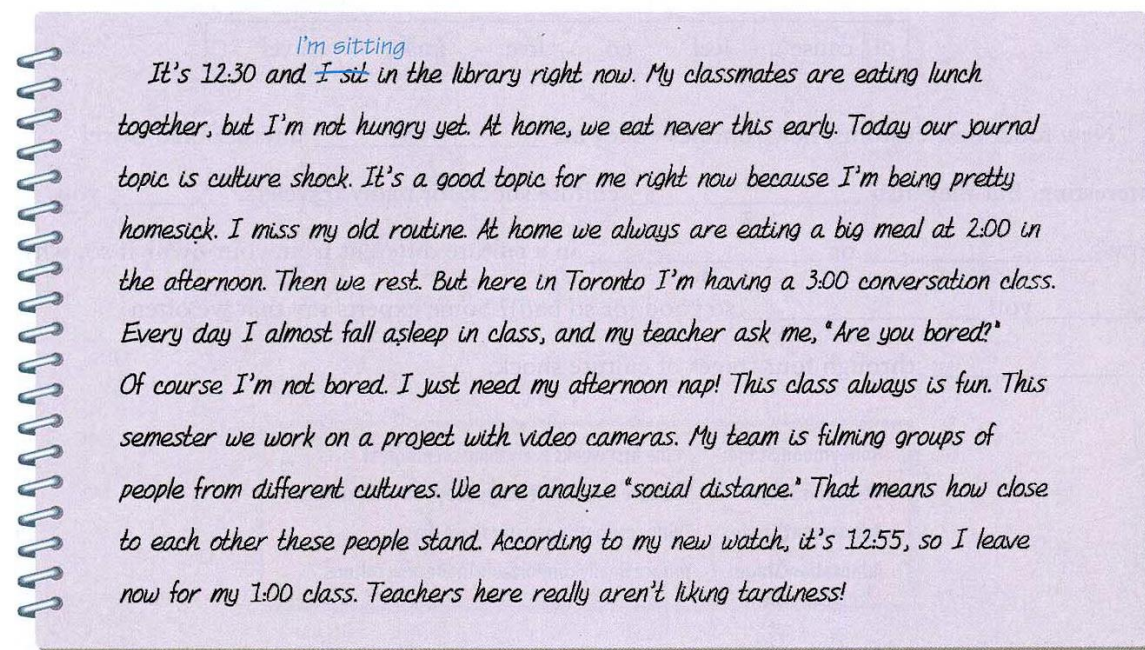 I'm sitting
It's 12:30 and I sit in the library right now. My classmates are eating lunch
together, but I'm not hungry yet. At home, we eat never this early. Today our journal
topic is culture shock. It's a good topic for me right now because I'm being pretty
homesick. I miss my old routine. At home we always are eating a big meal at 2:00 in
the afternoon. Then we rest. But here in Toronto I'm having a 3:00 conversation class.
Every day I almost fall asleep in class, and my teacher ask me, "Are you bored?"
Of course I'm not bored. I just need my afternoon nap! This class always is fun. This
semester we work on a project with video cameras. My team is filming groups of
people from different cultures. We are analyze "social distance." That means how close
to each other these people stand. According to my new watch, it's 12:55, so I leave
now for my 1:00 class. Teachers here really aren't liking tardiness!